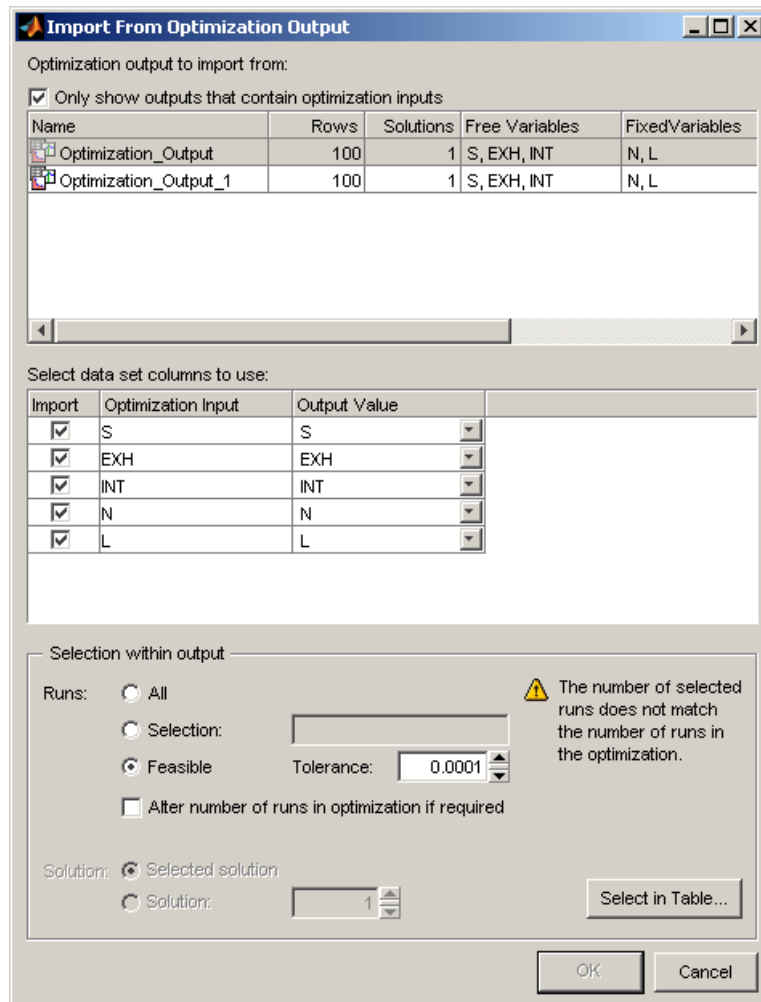 Import From Optimization Output
Optimization output to import from:
Only show outputs that contain optimization inputs
Name Rows Solutions Free Variables FixedVariables
Optimization_Output 100 1 S, EXH, INT N, L
Optimization_Output_1 100 1 S, EXH, INT N, L
Select data set columns to use:
Import Optimization Input Output Value
S S
EXH EXH
INT INT
N N
L L
Selection within output
Runs: All
Selection:
Feasible Tolerance: 0.0001
Alter number of runs in optimization if required
The number of selected
runs does not match
the number of runs in
the optimization.
Solution: Selected solution
Solution: 1
Select in Table...
OK Cancel